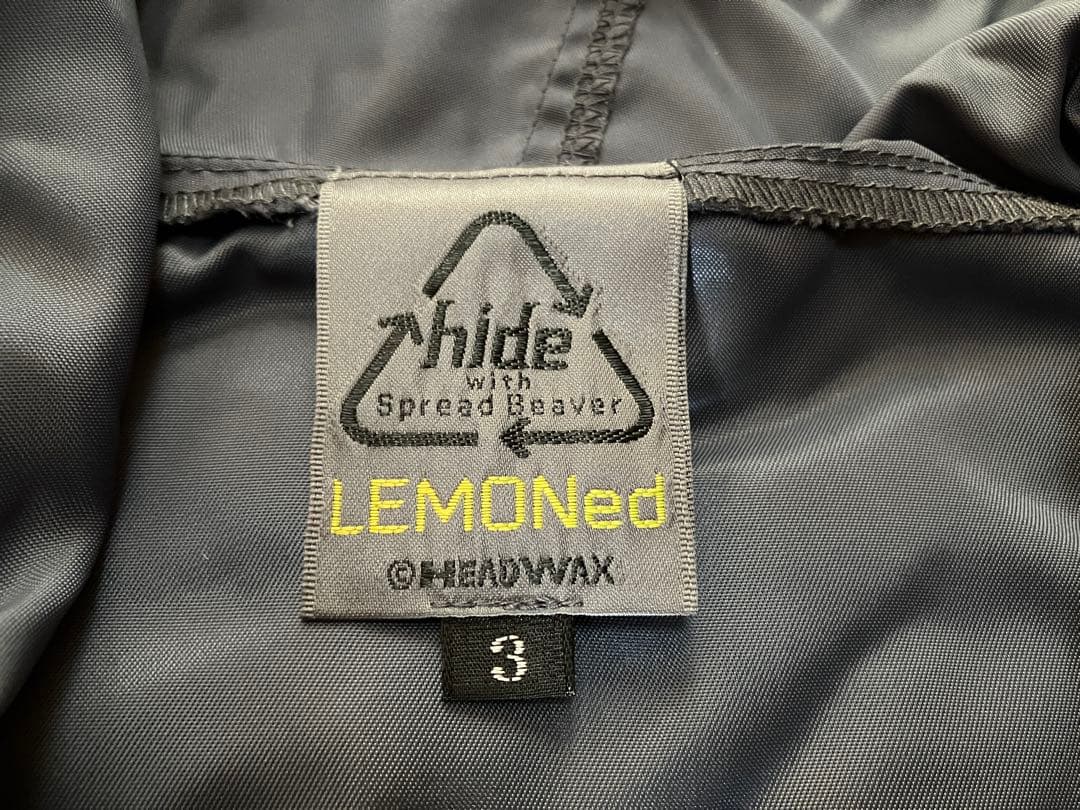 hide
with
Spread Beaver
LEMONed
©HEADWAX
3